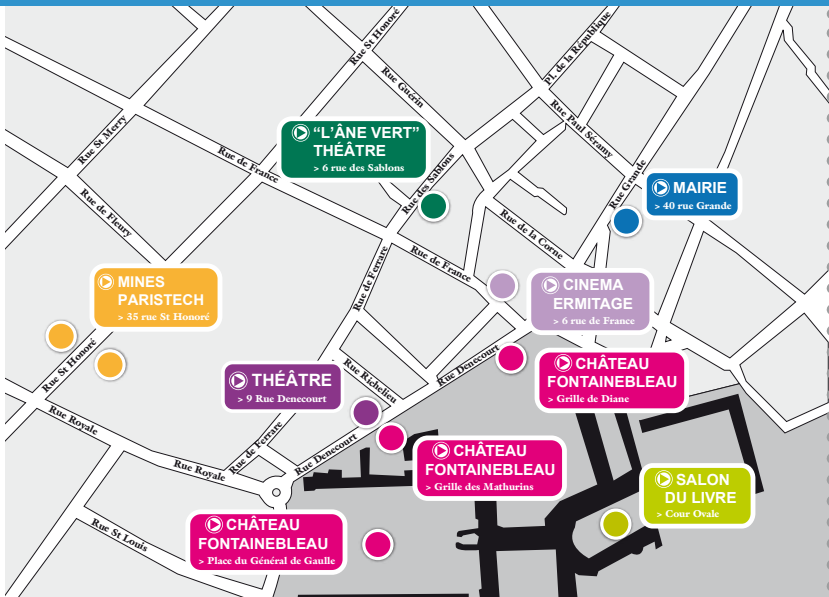 Rue St Honoré
Pl. de la République
Rue Guérin
Rue Paul Séramy
Rue St Merry
"L'ÂNE VERT"
THÉÂTRE
> 6 rue des Sablons
Rue de France
Rue des Sablons
Rue Grande
MAIRIE
> 40 rue Grande
Rue de Fleury
Rue de la Corne
Rue de Ferrare
Rue de France
MINES
PARISTECH
> 35 rue St Honoré
CINEMA
ERMITAGE
> 6 rue de France
Rue St Honoré
Rue Richelieu
Rue Denecourt
THÉÂTRE
> 9 Rue Denecourt
CHÂTEAU
FONTAINEBLEAU
> Grille de Diane
Rue Royale
Rue de Ferrare
Rue Denecourt
Rue Royale
CHÂTEAU
FONTAINEBLEAU
> Grille des Mathurins
SALON
DU LIVRE
> Cour Ovale
Rue St Louis
CHÂTEAU
FONTAINEBLEAU
> Place du Général de Gaulle